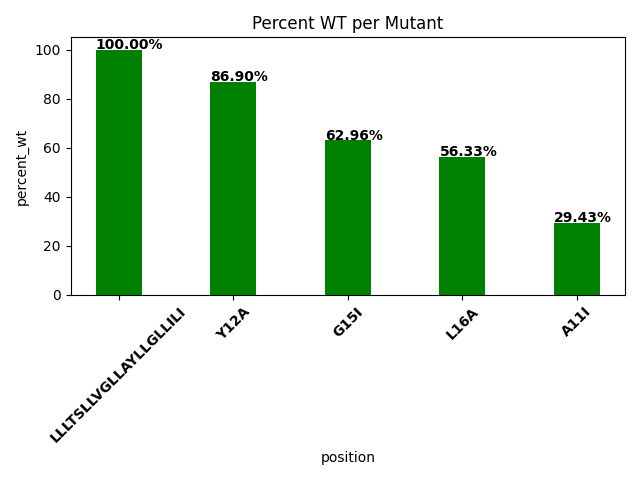 Percent WT per Mutant
percent_wt
100
80
60
40
20
0
100.00%
86.90%
62.96%
56.33%
29.43%
LLLTSLLVGLLAYLLGLLILI
Y12A
G15I
L16A
A11I
position